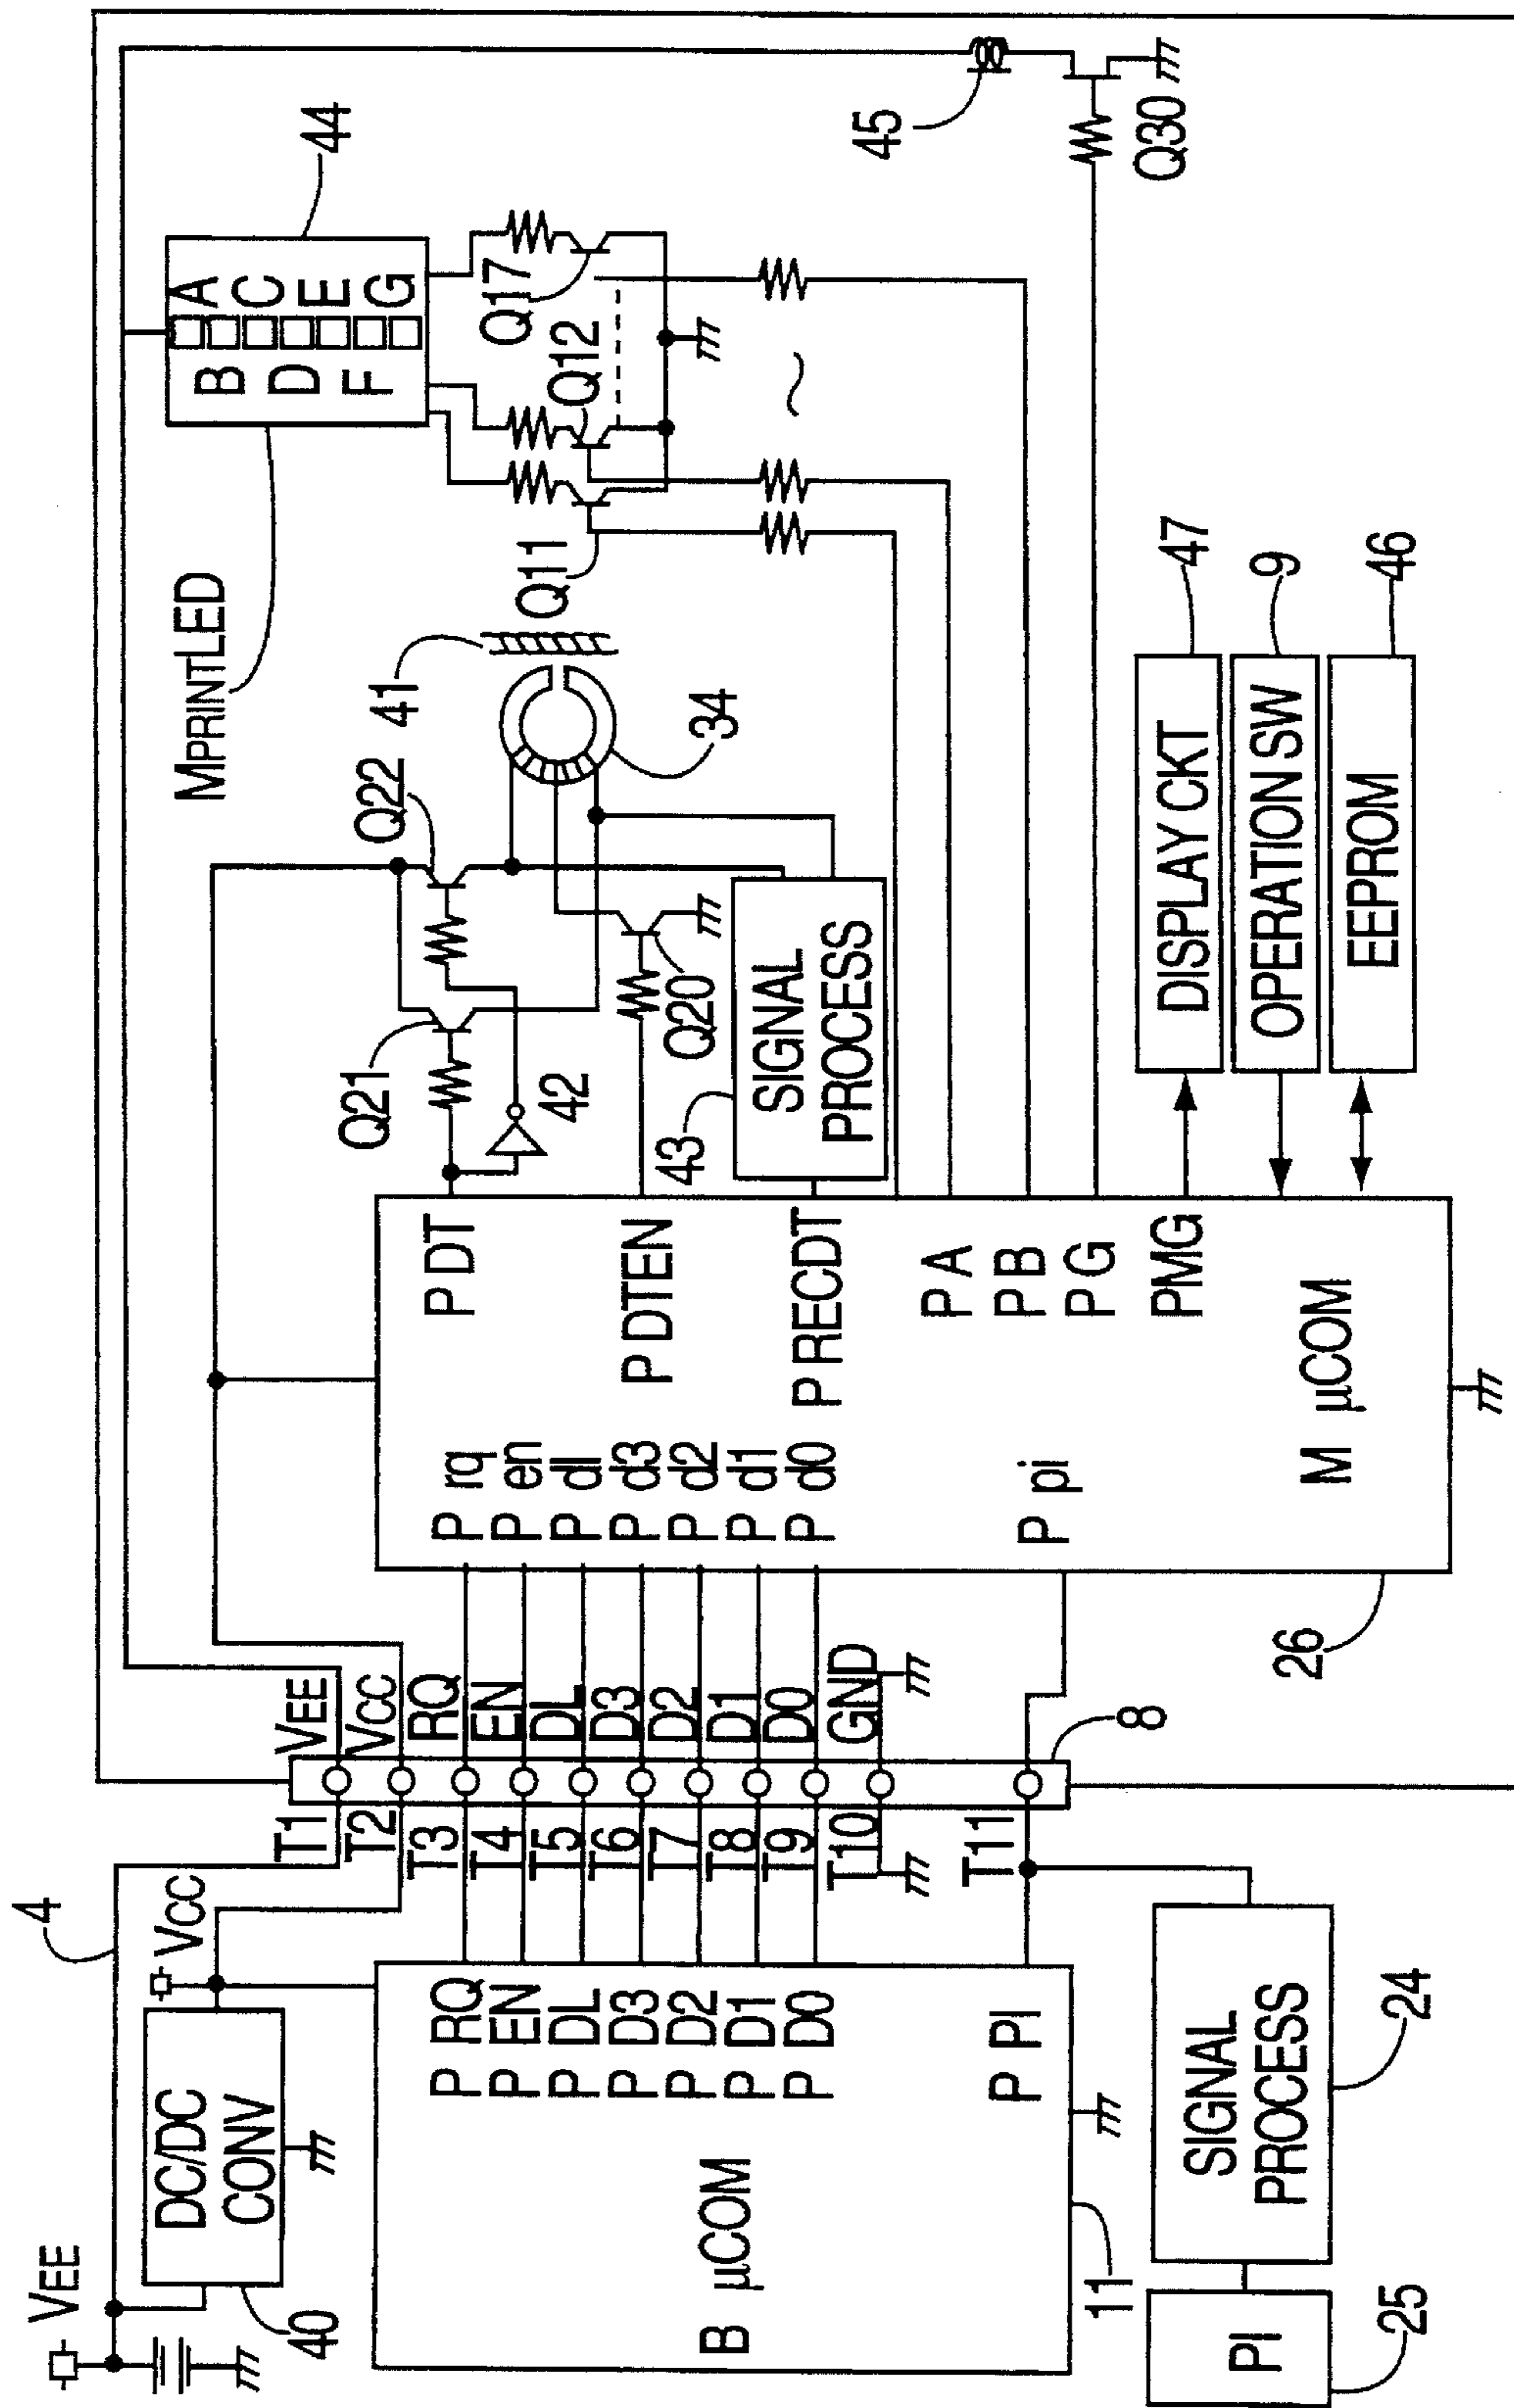 VEE
4
DC/DC
CONV
40
VCC
B μCOM
P RQ
P EN
P DL
P D3
P D2
P D1
P D0
P PI
11
PI
25
SIGNAL
PROCESS
24
T1
T2
T3
T4
T5
T6
T7
T8
T9
T10
T11
VEE
VCC
RQ
EN
DL
D3
D2
D1
D0
GND
8
P rq
P en
P dl
P d3
P d2
P d1
P d0
P pi
M μCOM
26
P DT
P DTEN
P RECDT
P A
P B
P G
PMG
Q21
42
Q22
Q20
43
SIGNAL
PROCESS
34
41
MPRINTLED
44
A
B
C
D
E
F
G
Q11
Q12
Q17
45
Q30
DISPLAY CKT
47
OPERATION SW
9
EEPROM
46